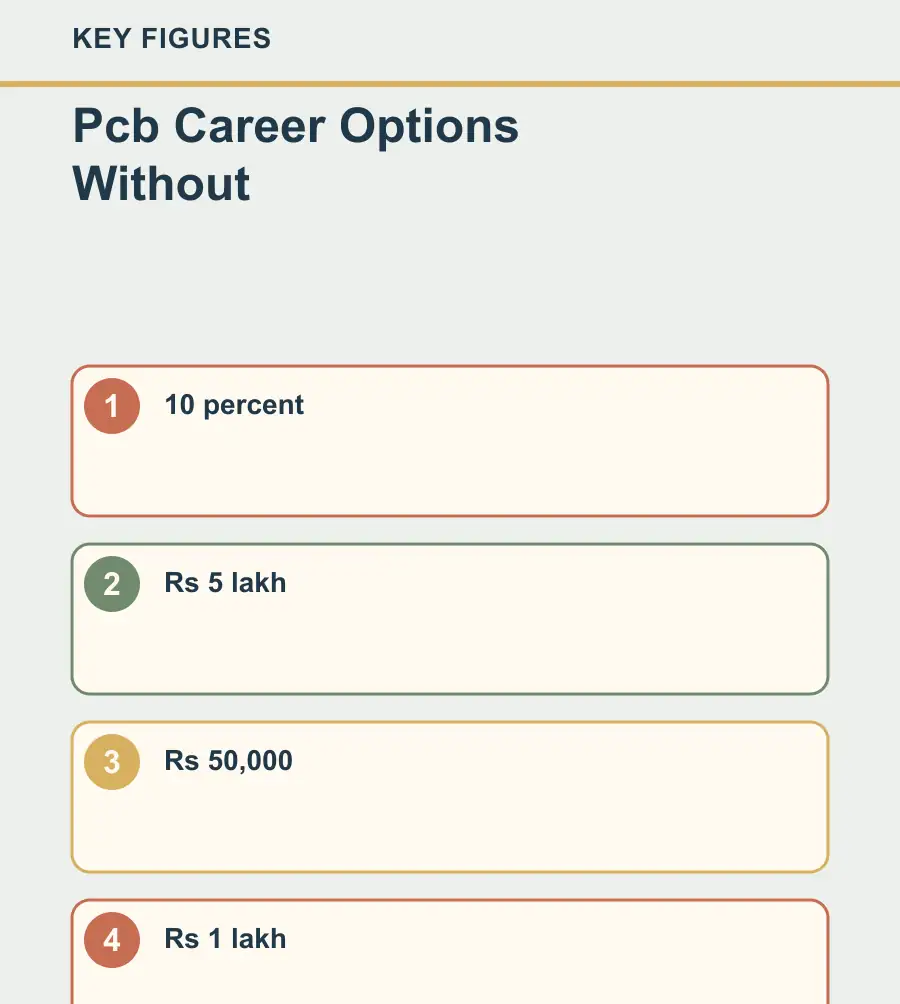 KEY FIGURES
Pcb Career Options
Without
1 10 percent
2 Rs 5 lakh
3 Rs 50,000
4 Rs 1 lakh